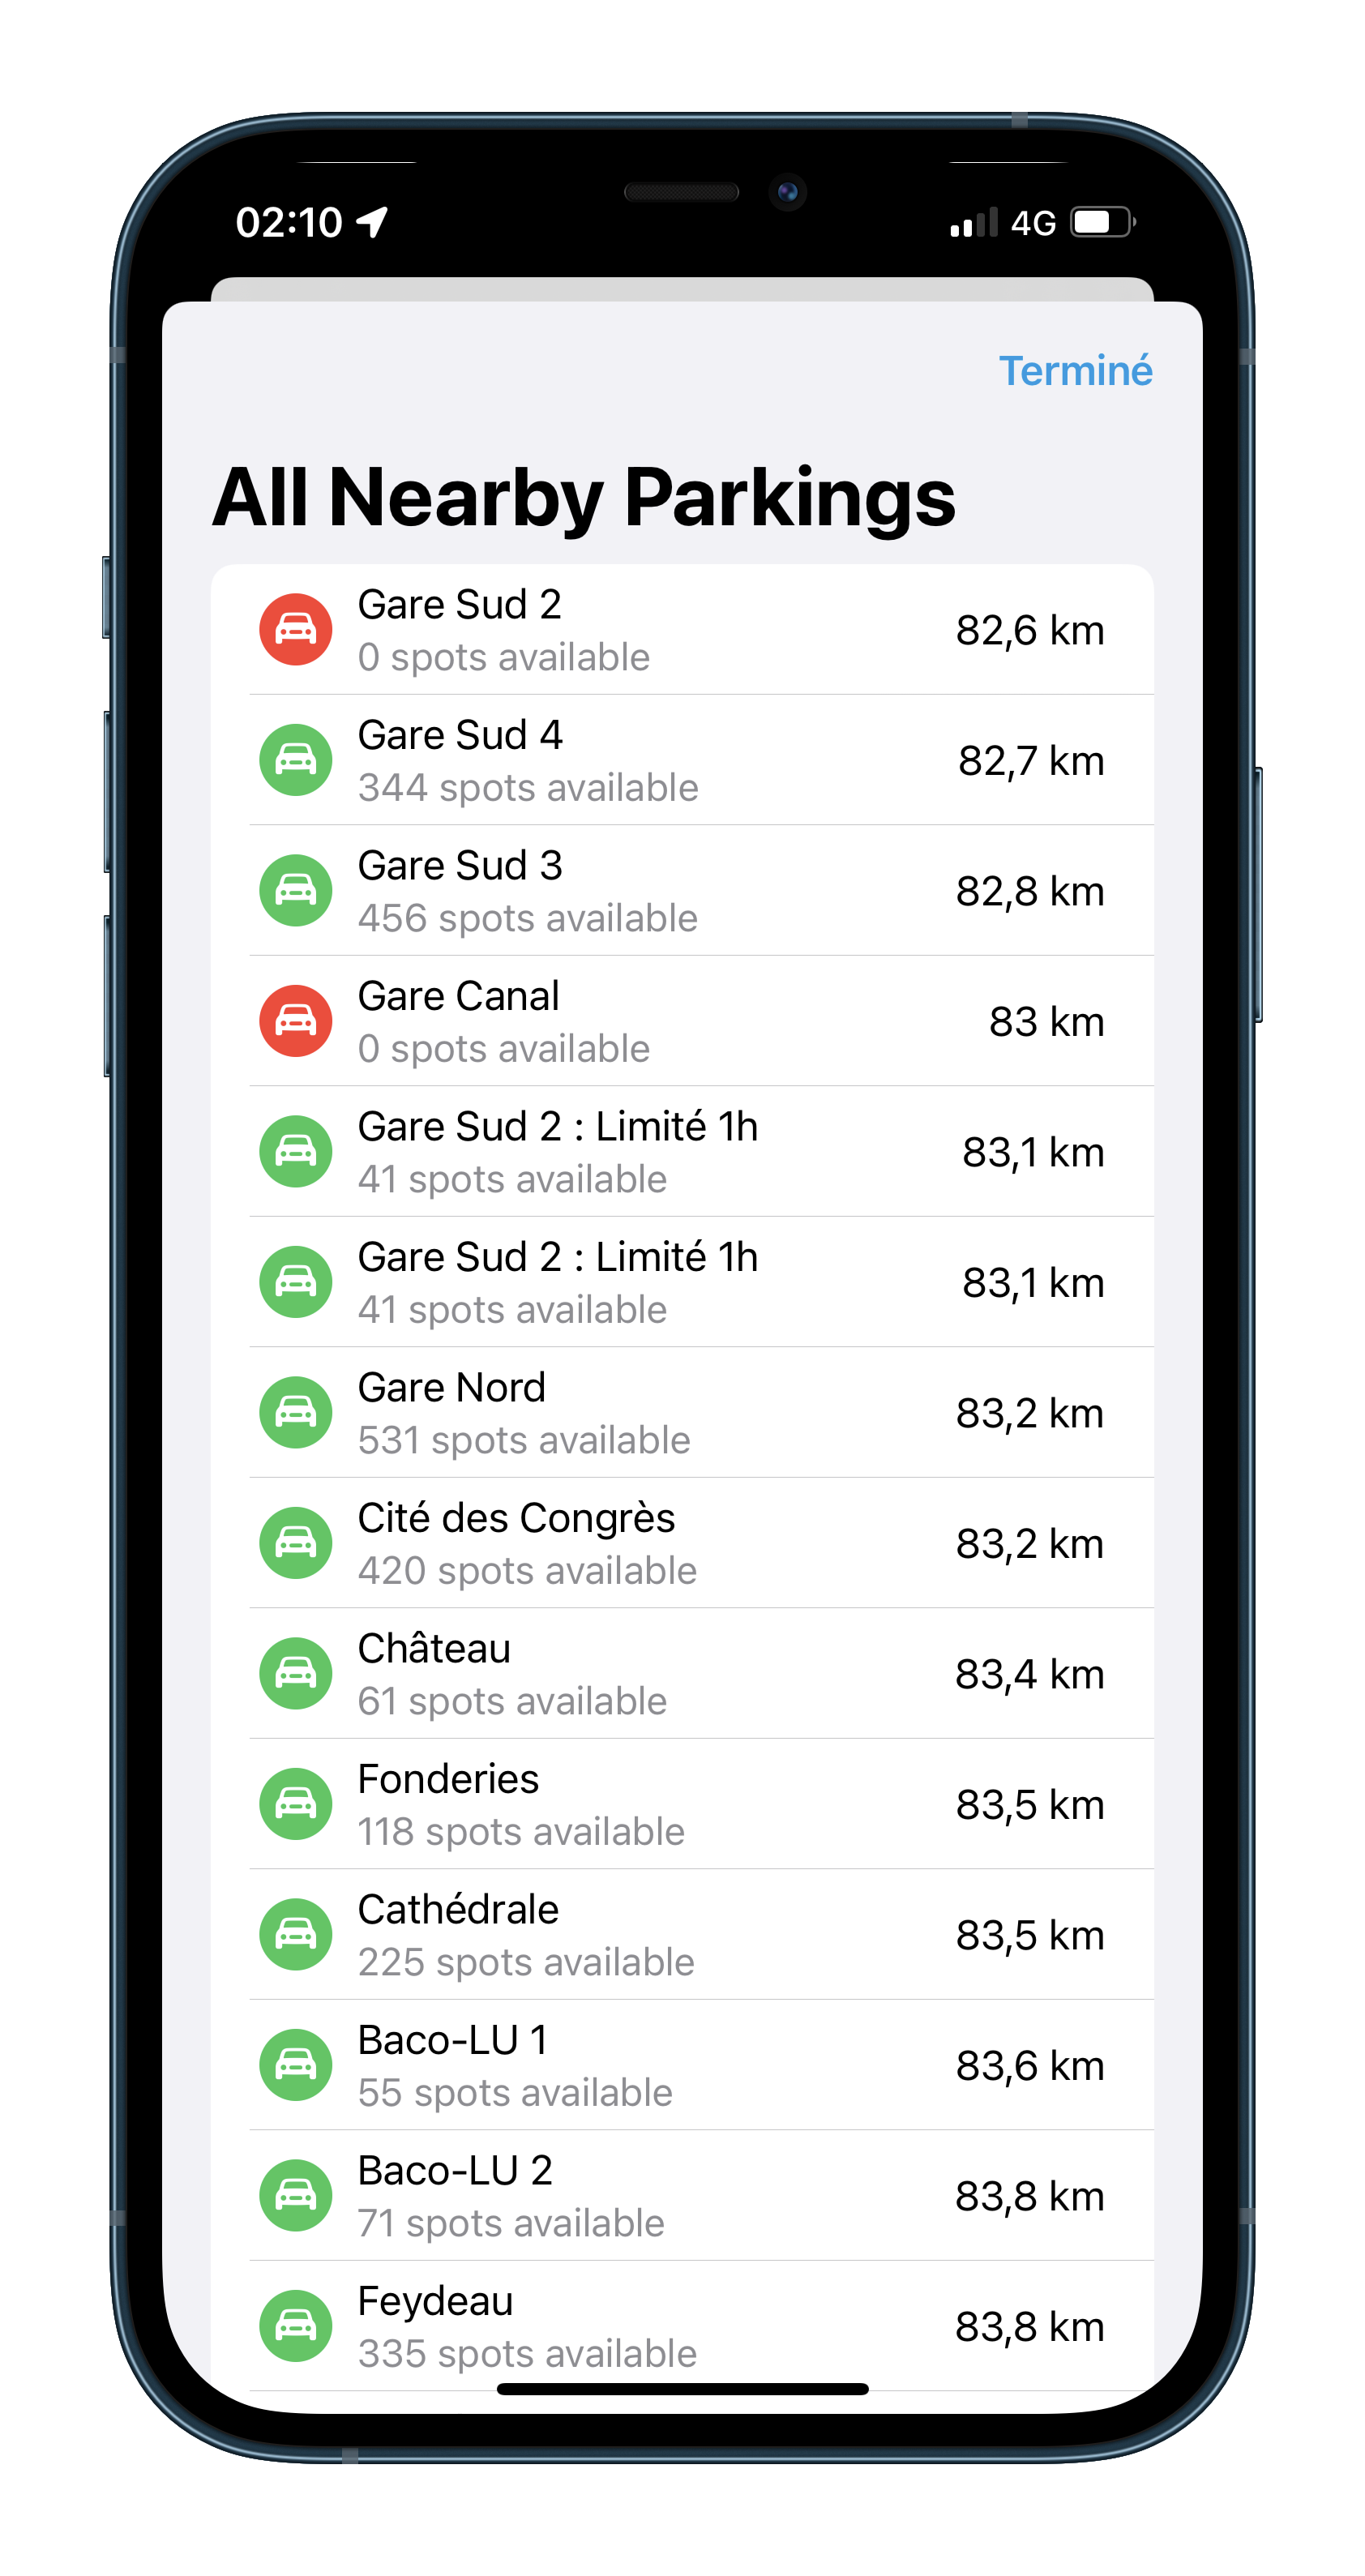 02:10
4G
Terminé
All Nearby Parkings
Gare Sud 2
0 spots available
82,6 km
Gare Sud 4
344 spots available
82,7 km
Gare Sud 3
456 spots available
82,8 km
Gare Canal
0 spots available
83 km
Gare Sud 2 : Limité 1h
41 spots available
83,1 km
Gare Sud 2 : Limité 1h
41 spots available
83,1 km
Gare Nord
531 spots available
83,2 km
Cité des Congrès
420 spots available
83,2 km
Château
61 spots available
83,4 km
Fonderies
118 spots available
83,5 km
Cathédrale
225 spots available
83,5 km
Baco-LU 1
55 spots available
83,6 km
Baco-LU 2
71 spots available
83,8 km
Feydeau
335 spots available
83,8 km